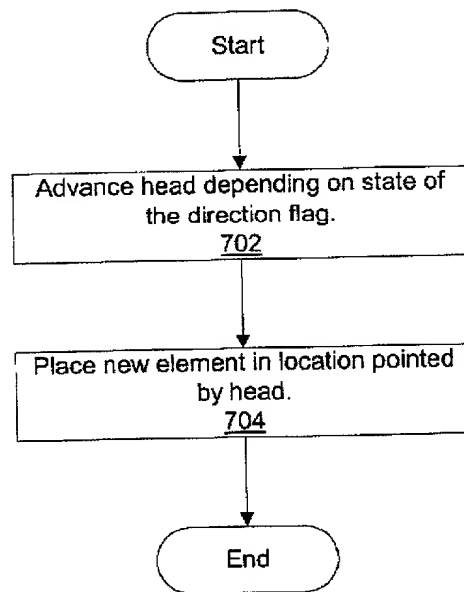 Start
Advance head depending on state of
the direction flag.
702
Place new element in location pointed
by head.
704
End